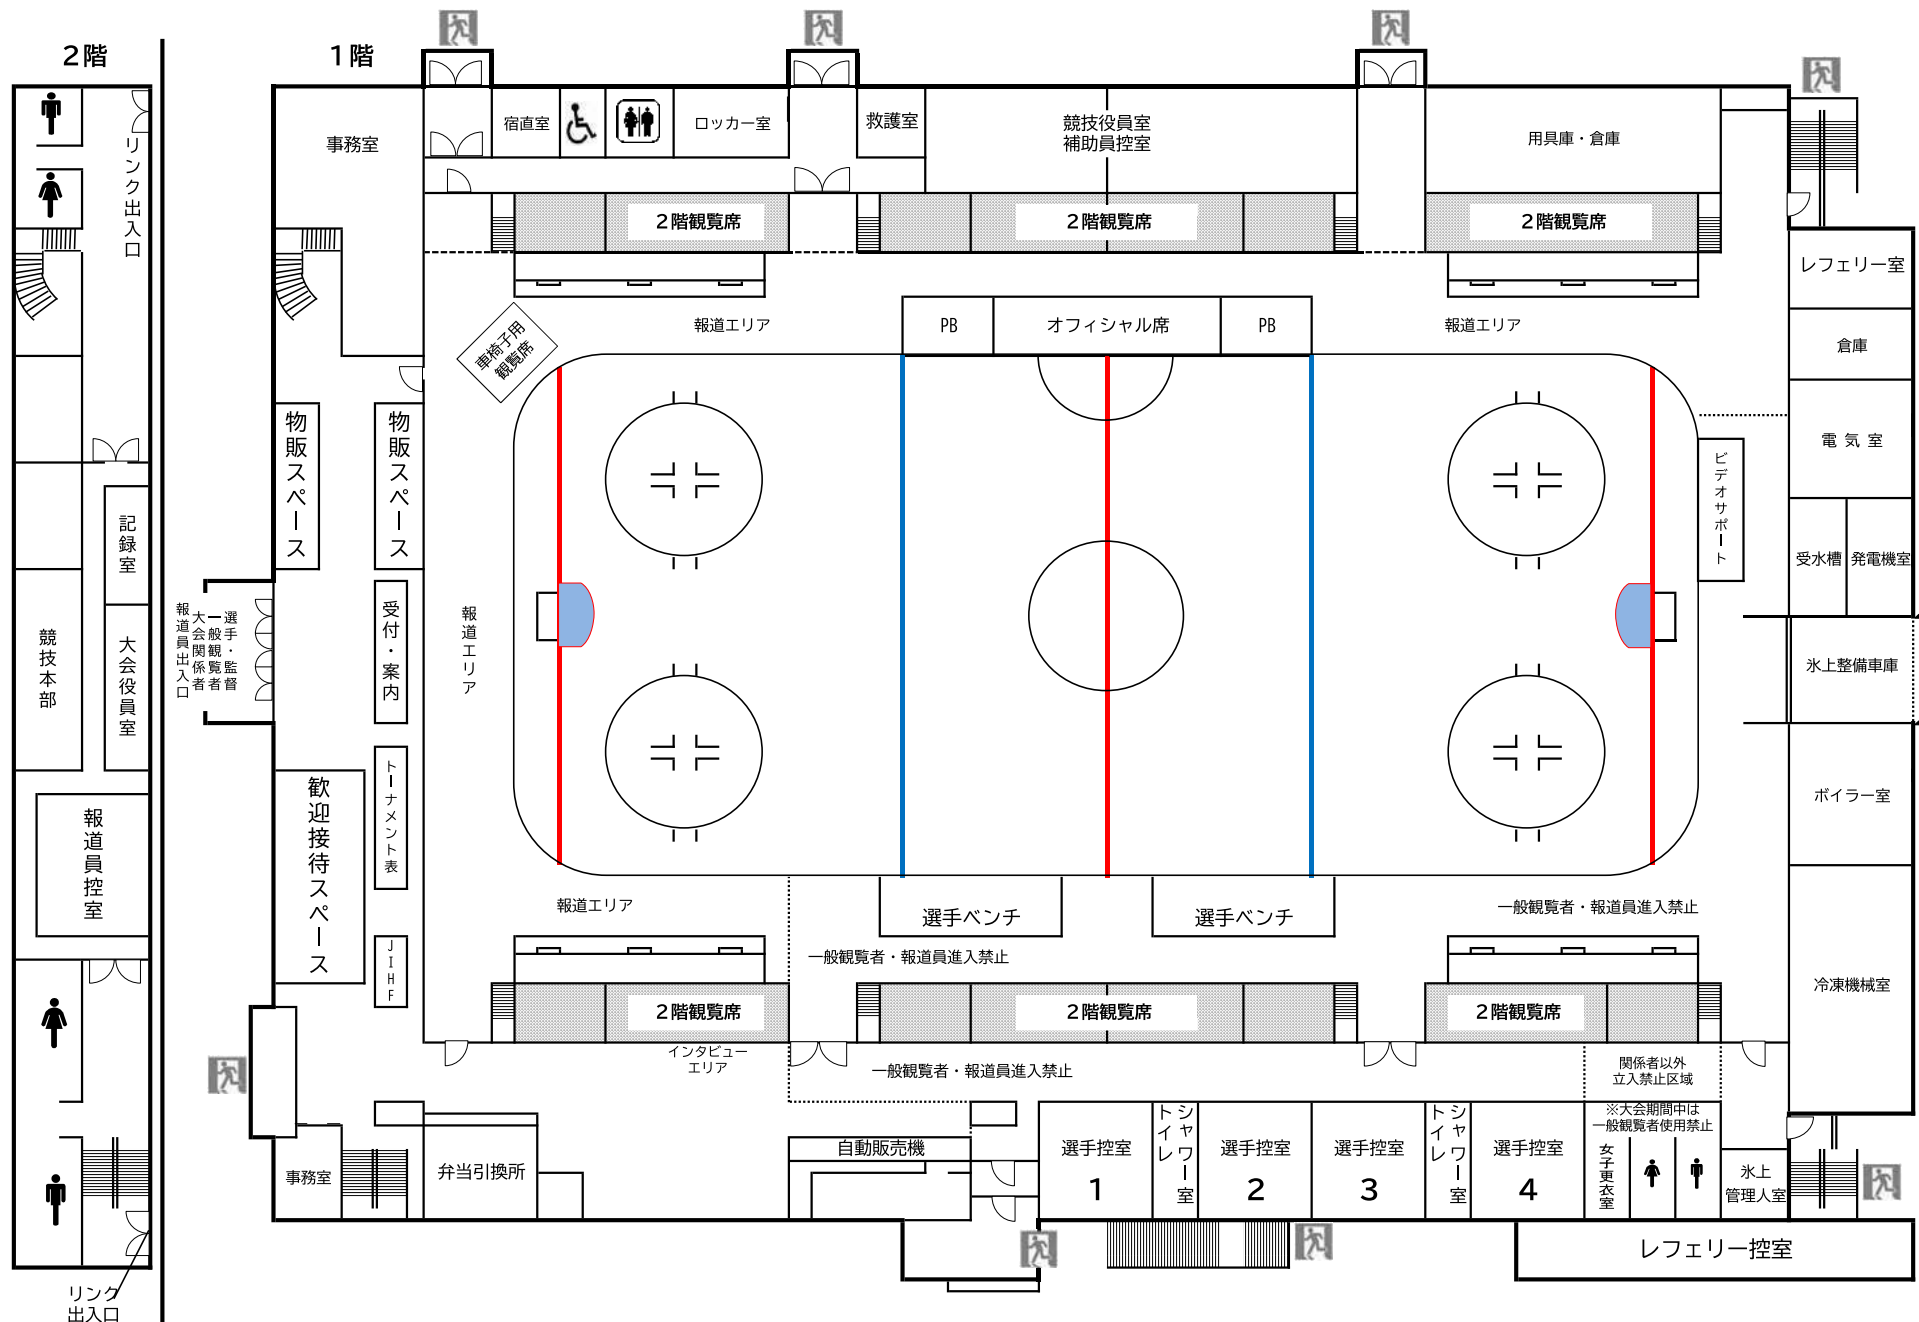 2階
1階
リンク出入口
記録室
競技本部
大会役員室
報道員控室
リンク
出入口
事務室
宿直室
ロッカー室
救護室
競技役員室
補助員控室
用具庫・倉庫
2階観覧席
2階観覧席
2階観覧席
レフェリー室
倉庫
電気室
受水槽
発電機室
氷上整備車庫
ボイラー室
冷凍機械室
車椅子用
観覧席
報道エリア
PB
オフィシャル席
PB
報道エリア
物販スペース
物販スペース
ビデオサポート
選手・監督
一般観覧者
大会関係者
報道員出入口
受付・案内
報道エリア
トーナメント表
歓迎接待スペース
JIHF
報道エリア
選手ベンチ
選手ベンチ
一般観覧者・報道員進入禁止
一般観覧者・報道員進入禁止
2階観覧席
2階観覧席
2階観覧席
インタビュー
エリア
一般観覧者・報道員進入禁止
関係者以外
立入禁止区域
※大会期間中は
一般観覧者使用禁止
事務室
弁当引換所
自動販売機
選手控室
1
シャワー室
トイレ
選手控室
2
選手控室
3
シャワー室
トイレ
選手控室
4
女子更衣室
氷上
管理人室
レフェリー控室